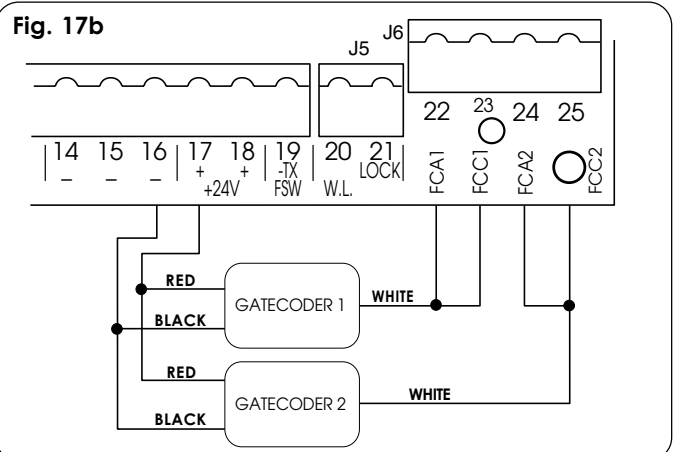 Fig. 17b
J5
J6
22 23 24 25
14 15 16 17 18 19 20 21
– – – + + -TX LOCK
+24V FSW W.L.
FCA1 FCC1 FCA2 FCC2
RED
GATECODER 1
WHITE
BLACK
RED
GATECODER 2
WHITE
BLACK